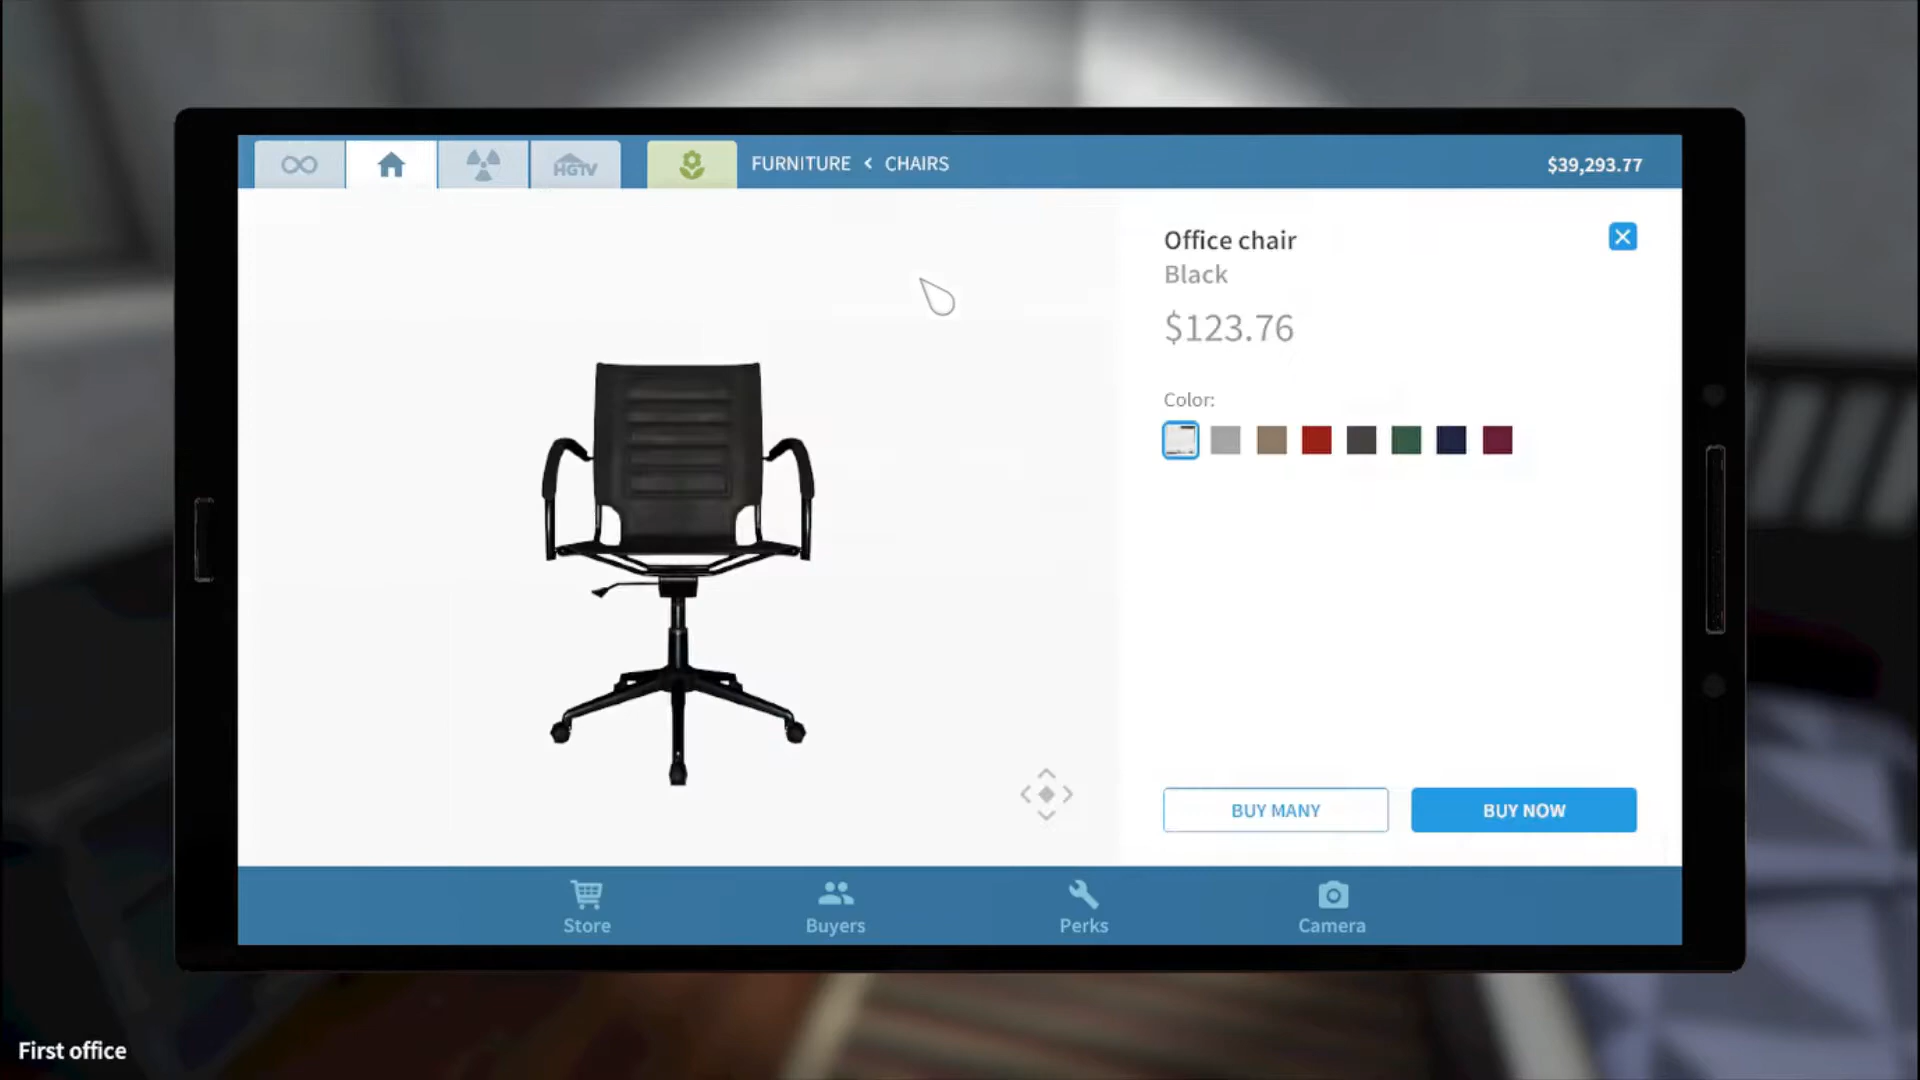 HGTV
FURNITURE < CHAIRS
$39,293.77
Office chair
Black
$123.76
Color:
BUY MANY
BUY NOW
Store
Buyers
Perks
Camera
First office